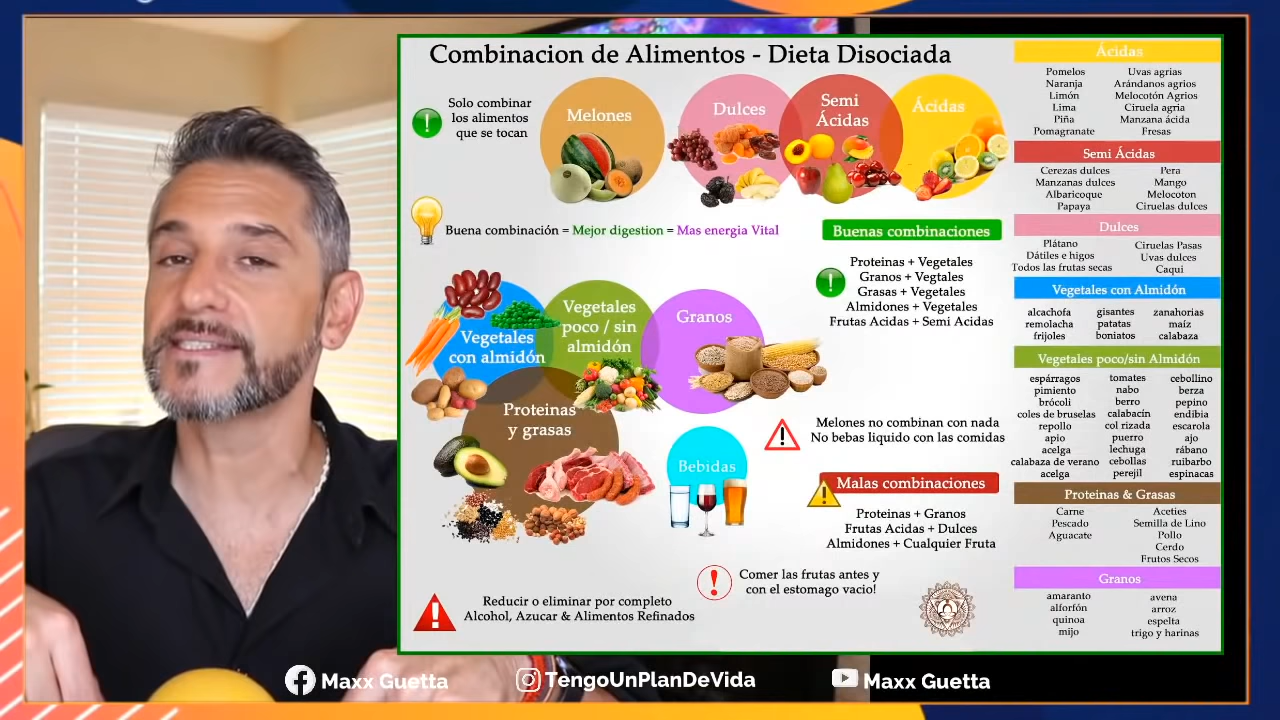 Combinacion de Alimentos - Dieta Disociada
Solo combinar
los alimentos
que se tocan
Melones
Dulces
Semi
Ácidas
Ácidas
Buena combinación = Mejor digestion = Mas energia Vital
Buenas combinaciones
Proteinas + Vegetales
Granos + Vegtales
Grasas + Vegetales
Almidones + Vegetales
Frutas Acidas + Semi Acidas
Vegetales
con almidón
Vegetales
poco / sin
almidón
Granos
Proteinas
y grasas
Bebidas
Melones no combinan con nada
No bebas liquido con las comidas
Malas combinaciones
Proteinas + Granos
Frutas Acidas + Dulces
Almidones + Cualquier Fruta
Comer las frutas antes y
con el estomago vacio!
Reducir o eliminar por completo
Alcohol, Azucar & Alimentos Refinados
Ácidas
Pomelos Uvas agrias
Naranja Arándanos agrios
Limón Melocotón Agrios
Lima Ciruela agria
Piña Manzana ácida
Pomagranate Fresas
Semi Ácidas
Cerezas dulces Pera
Manzanas dulces Mango
Albaricoque Melocoton
Papaya Ciruelas dulces
Dulces
Plátano Ciruelas Pasas
Dátiles e higos Uvas dulces
Todos las frutas secas Caqui
Vegetales con Almidón
alcachofa gisantes zanahorias
remolacha patatas maíz
frijoles boniatos calabaza
Vegetales poco/sin Almidón
espárragos tomates cebollino
pimiento nabo berza
brócoli berro pepino
coles de bruselas calabacín endibia
repollo col rizada escarola
apio puerro ajo
acelga lechuga rábano
calabaza de verano cebollas ruibarbo
acelga perejil espinacas
Proteinas & Grasas
Carne Aceties
Pescado Semilla de Lino
Aguacate Pollo
Cerdo
Frutos Secos
Granos
amaranto avena
alforfón arroz
quinoa espelta
mijo trigo y harinas
Maxx Guetta
TengoUnPlanDeVida
Maxx Guetta